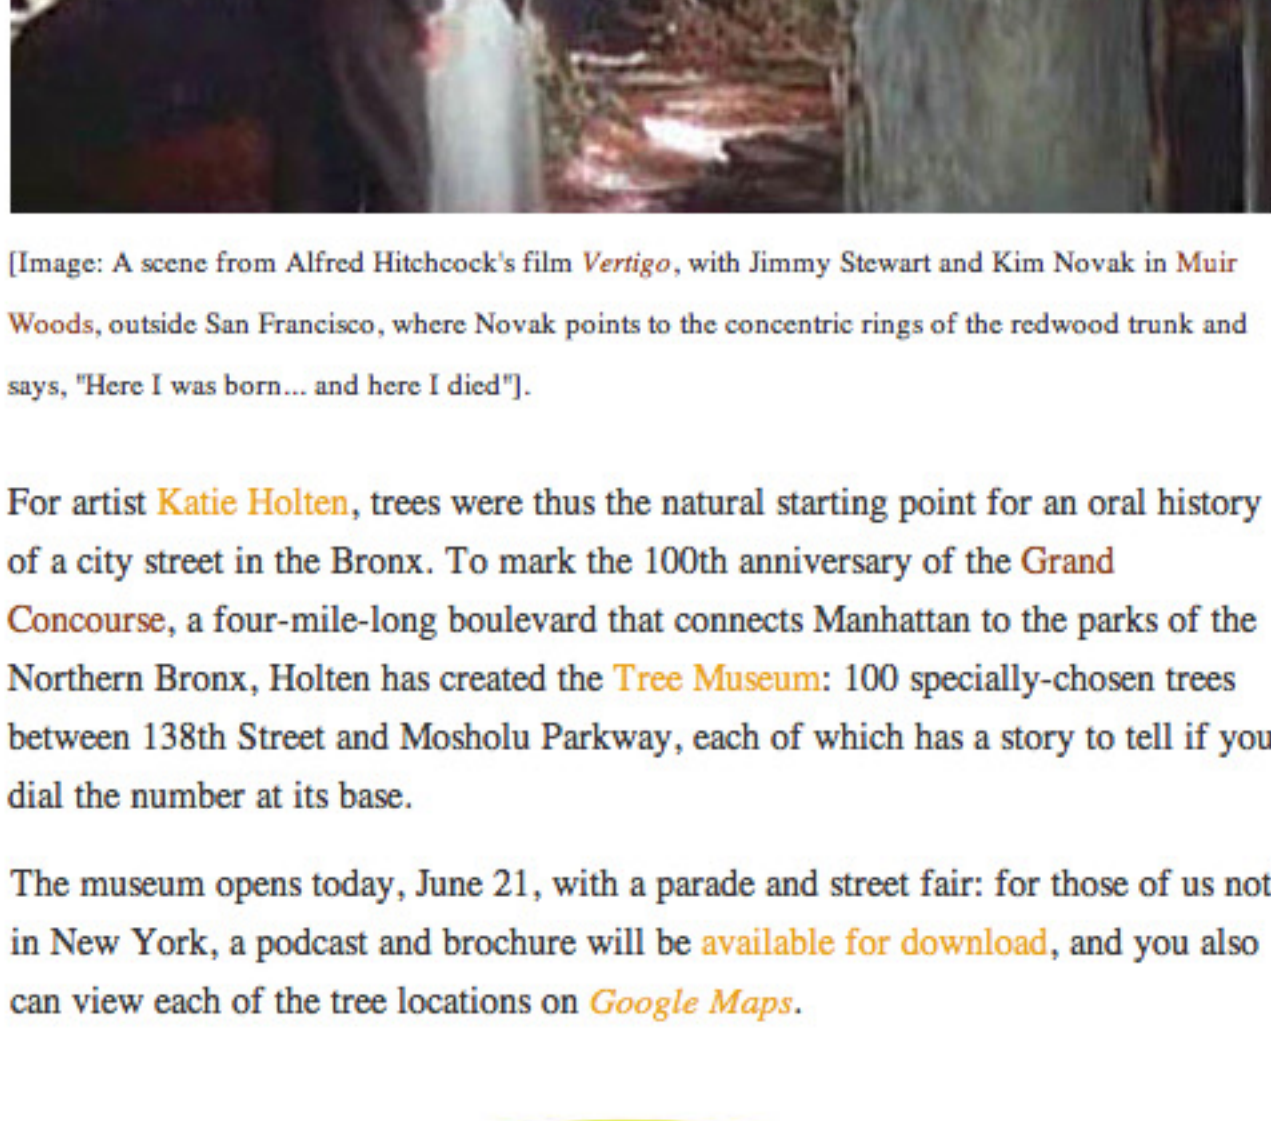 [Image: A scene from Alfred Hitchcock's film Vertigo, with Jimmy Stewart and Kim Novak in Muir
Woods, outside San Francisco, where Novak points to the concentric rings of the redwood trunk and
says, "Here I was born... and here I died"].
For artist Katie Holten, trees were thus the natural starting point for an oral history
of a city street in the Bronx. To mark the 100th anniversary of the Grand
Concourse, a four-mile-long boulevard that connects Manhattan to the parks of the
Northern Bronx, Holten has created the Tree Museum: 100 specially-chosen trees
between 138th Street and Mosholu Parkway, each of which has a story to tell if you
dial the number at its base.
The museum opens today, June 21, with a parade and street fair: for those of us not
in New York, a podcast and brochure will be available for download, and you also
can view each of the tree locations on Google Maps.